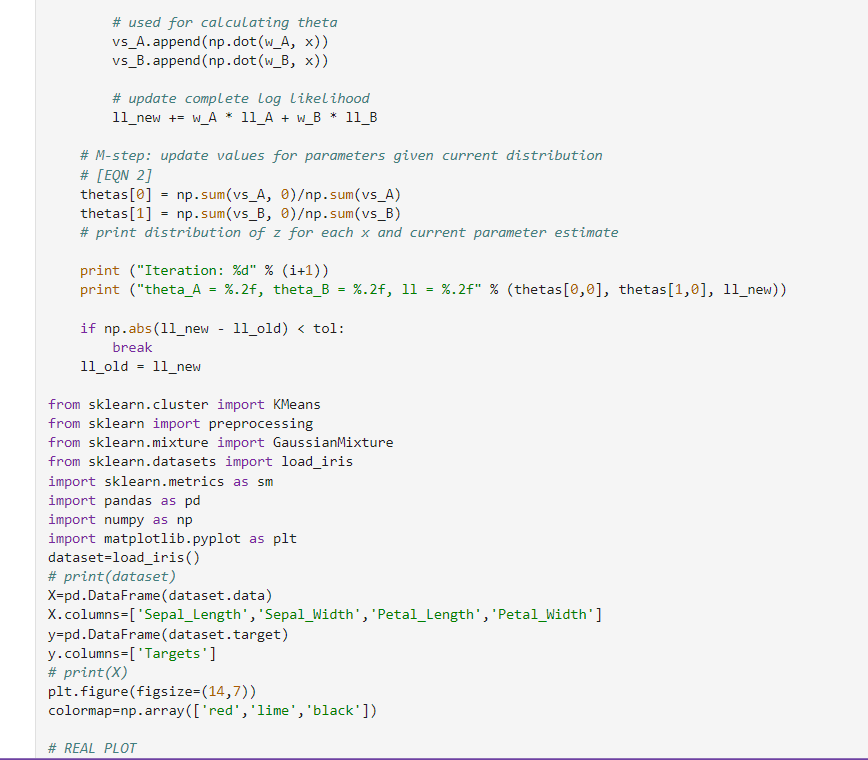 # used for calculating theta
vs_A.append(np.dot(w_A, x))
vs_B.append(np.dot(w_B, x))
# update complete log likelihood
ll_new += w_A * ll_A + w_B * ll_B
# M-step: update values for parameters given current distribution
# [EQN 2]
thetas[0] = np.sum(vs_A, 0)/np.sum(vs_A)
thetas[1] = np.sum(vs_B, 0)/np.sum(vs_B)
# print distribution of z for each x and current parameter estimate
print ("Iteration: %d" % (i+1))
print ("theta_A = %.2f, theta_B = %.2f, ll = %.2f" % (thetas[0,0], thetas[1,0], ll_new))
if np.abs(ll_new - ll_old) < tol:
break
ll_old = ll_new
from sklearn.cluster import KMeans
from sklearn import preprocessing
from sklearn.mixture import GaussianMixture
from sklearn.datasets import load_iris
import sklearn.metrics as sm
import pandas as pd
import numpy as np
import matplotlib.pyplot as plt
dataset=load_iris()
# print(dataset)
X=pd.DataFrame(dataset.data)
X.columns=['Sepal_Length','Sepal_Width','Petal_Length','Petal_Width']
y=pd.DataFrame(dataset.target)
y.columns=['Targets']
# print(X)
plt.figure(figsize=(14,7))
colormap=np.array(['red','lime','black'])
# REAL PLOT